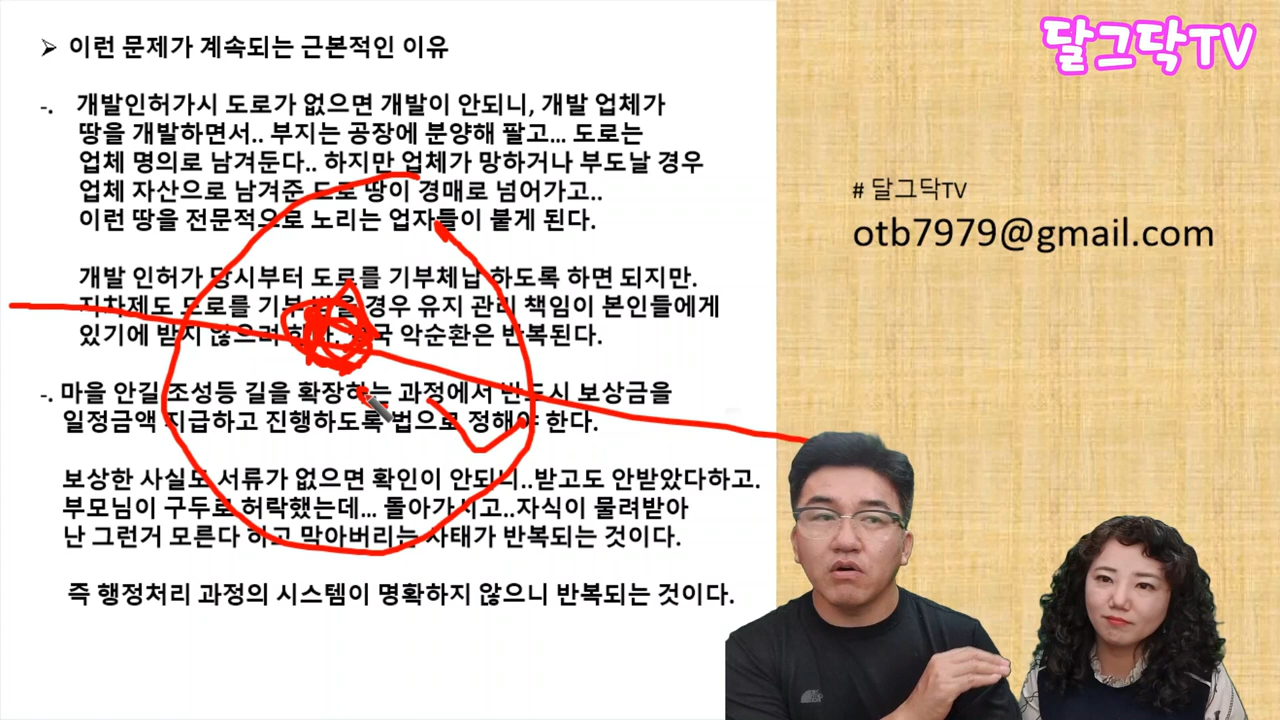 ➢ 이런 문제가 계속되는 근본적인 이유
-. 개발인허가시 도로가 없으면 개발이 안되니, 개발 업체가
땅을 개발하면서.. 부지는 공장에 분양해 팔고... 도로는
업체 명의로 남겨둔다.. 하지만 업체가 망하거나 부도날 경우
업체 자산으로 남겨준 도로 땅이 경매로 넘어가고..
이런 땅을 전문적으로 노리는 업자들이 붙게 된다.
개발 인허가 당시부터 도로를 기부체납 하도록 하면 되지만.
지차제도 도로를 기부 받을 경우 유지 관리 책임이 본인들에게
있기에 받지 않으려 악순환은 반복된다.
-. 마을 안길 조성등 길을 확장하는 과정에서 반드시 보상금을
일정금액 지급하고 진행하도록 법으로 정해야 한다.
보상한 사실도 서류가 없으면 확인이 안되니..받고도 안받았다하고.
부모님이 구두로 허락했는데... 돌아가시고..자식이 물려받아
난 그런거 모른다 하고 막아버리는 사태가 반복되는 것이다.
즉 행정처리 과정의 시스템이 명확하지 않으니 반복되는 것이다.
달그닥TV
# 달그닥TV
otb7979@gmail.com